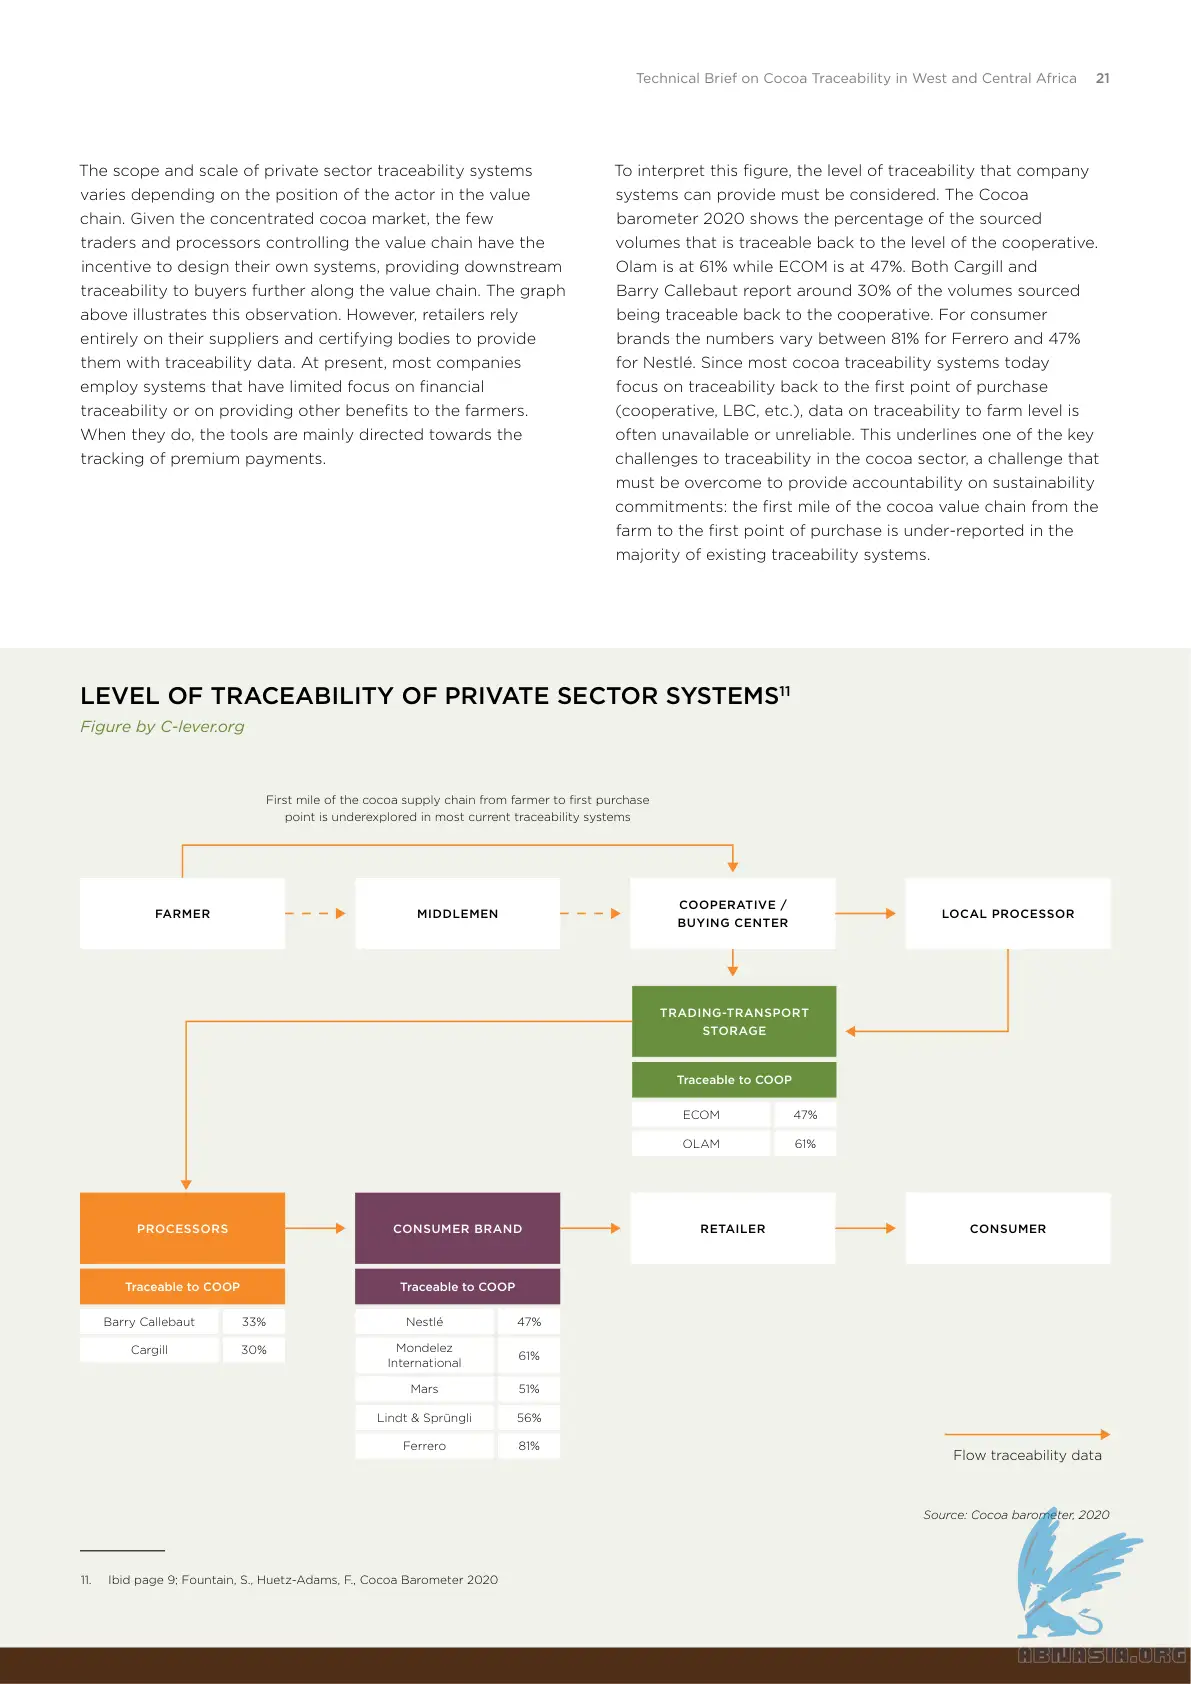 Technical Brief on Cocoa Traceability in West and Central Africa 21
The scope and scale of private sector traceability systems
varies depending on the position of the actor in the value
chain. Given the concentrated cocoa market, the few
traders and processors controlling the value chain have the
incentive to design their own systems, providing downstream
traceability to buyers further along the value chain. The graph
above illustrates this observation. However, retailers rely
entirely on their suppliers and certifying bodies to provide
them with traceability data. At present, most companies
employ systems that have limited focus on financial
traceability or on providing other benefits to the farmers.
When they do, the tools are mainly directed towards the
tracking of premium payments.
To interpret this figure, the level of traceability that company
systems can provide must be considered. The Cocoa
barometer 2020 shows the percentage of the sourced
volumes that is traceable back to the level of the cooperative.
Olam is at 61% while ECOM is at 47%. Both Cargill and
Barry Callebaut report around 30% of the volumes sourced
being traceable back to the cooperative. For consumer
brands the numbers vary between 81% for Ferrero and 47%
for Nestlé. Since most cocoa traceability systems today
focus on traceability back to the first point of purchase
(cooperative, LBC, etc.), data on traceability to farm level is
often unavailable or unreliable. This underlines one of the key
challenges to traceability in the cocoa sector, a challenge that
must be overcome to provide accountability on sustainability
commitments: the first mile of the cocoa value chain from the
farm to the first point of purchase is under-reported in the
majority of existing traceability systems.
LEVEL OF TRACEABILITY OF PRIVATE SECTOR SYSTEMS¹¹
Figure by C-lever.org
First mile of the cocoa supply chain from farmer to first purchase
point is underexplored in most current traceability systems
FARMER
MIDDLEMEN
COOPERATIVE /
BUYING CENTER
LOCAL PROCESSOR
TRADING-TRANSPORT
STORAGE
Traceable to COOP
ECOM 47%
OLAM 61%
PROCESSORS
Traceable to COOP
Barry Callebaut 33%
Cargill 30%
CONSUMER BRAND
Traceable to COOP
Nestlé 47%
Mondelez
International 61%
Mars 51%
Lindt & Sprüngli 56%
Ferrero 81%
RETAILER
CONSUMER
Flow traceability data
Source: Cocoa barometer, 2020
11. Ibid page 9; Fountain, S., Huetz-Adams, F., Cocoa Barometer 2020
ABNASIA.ORG